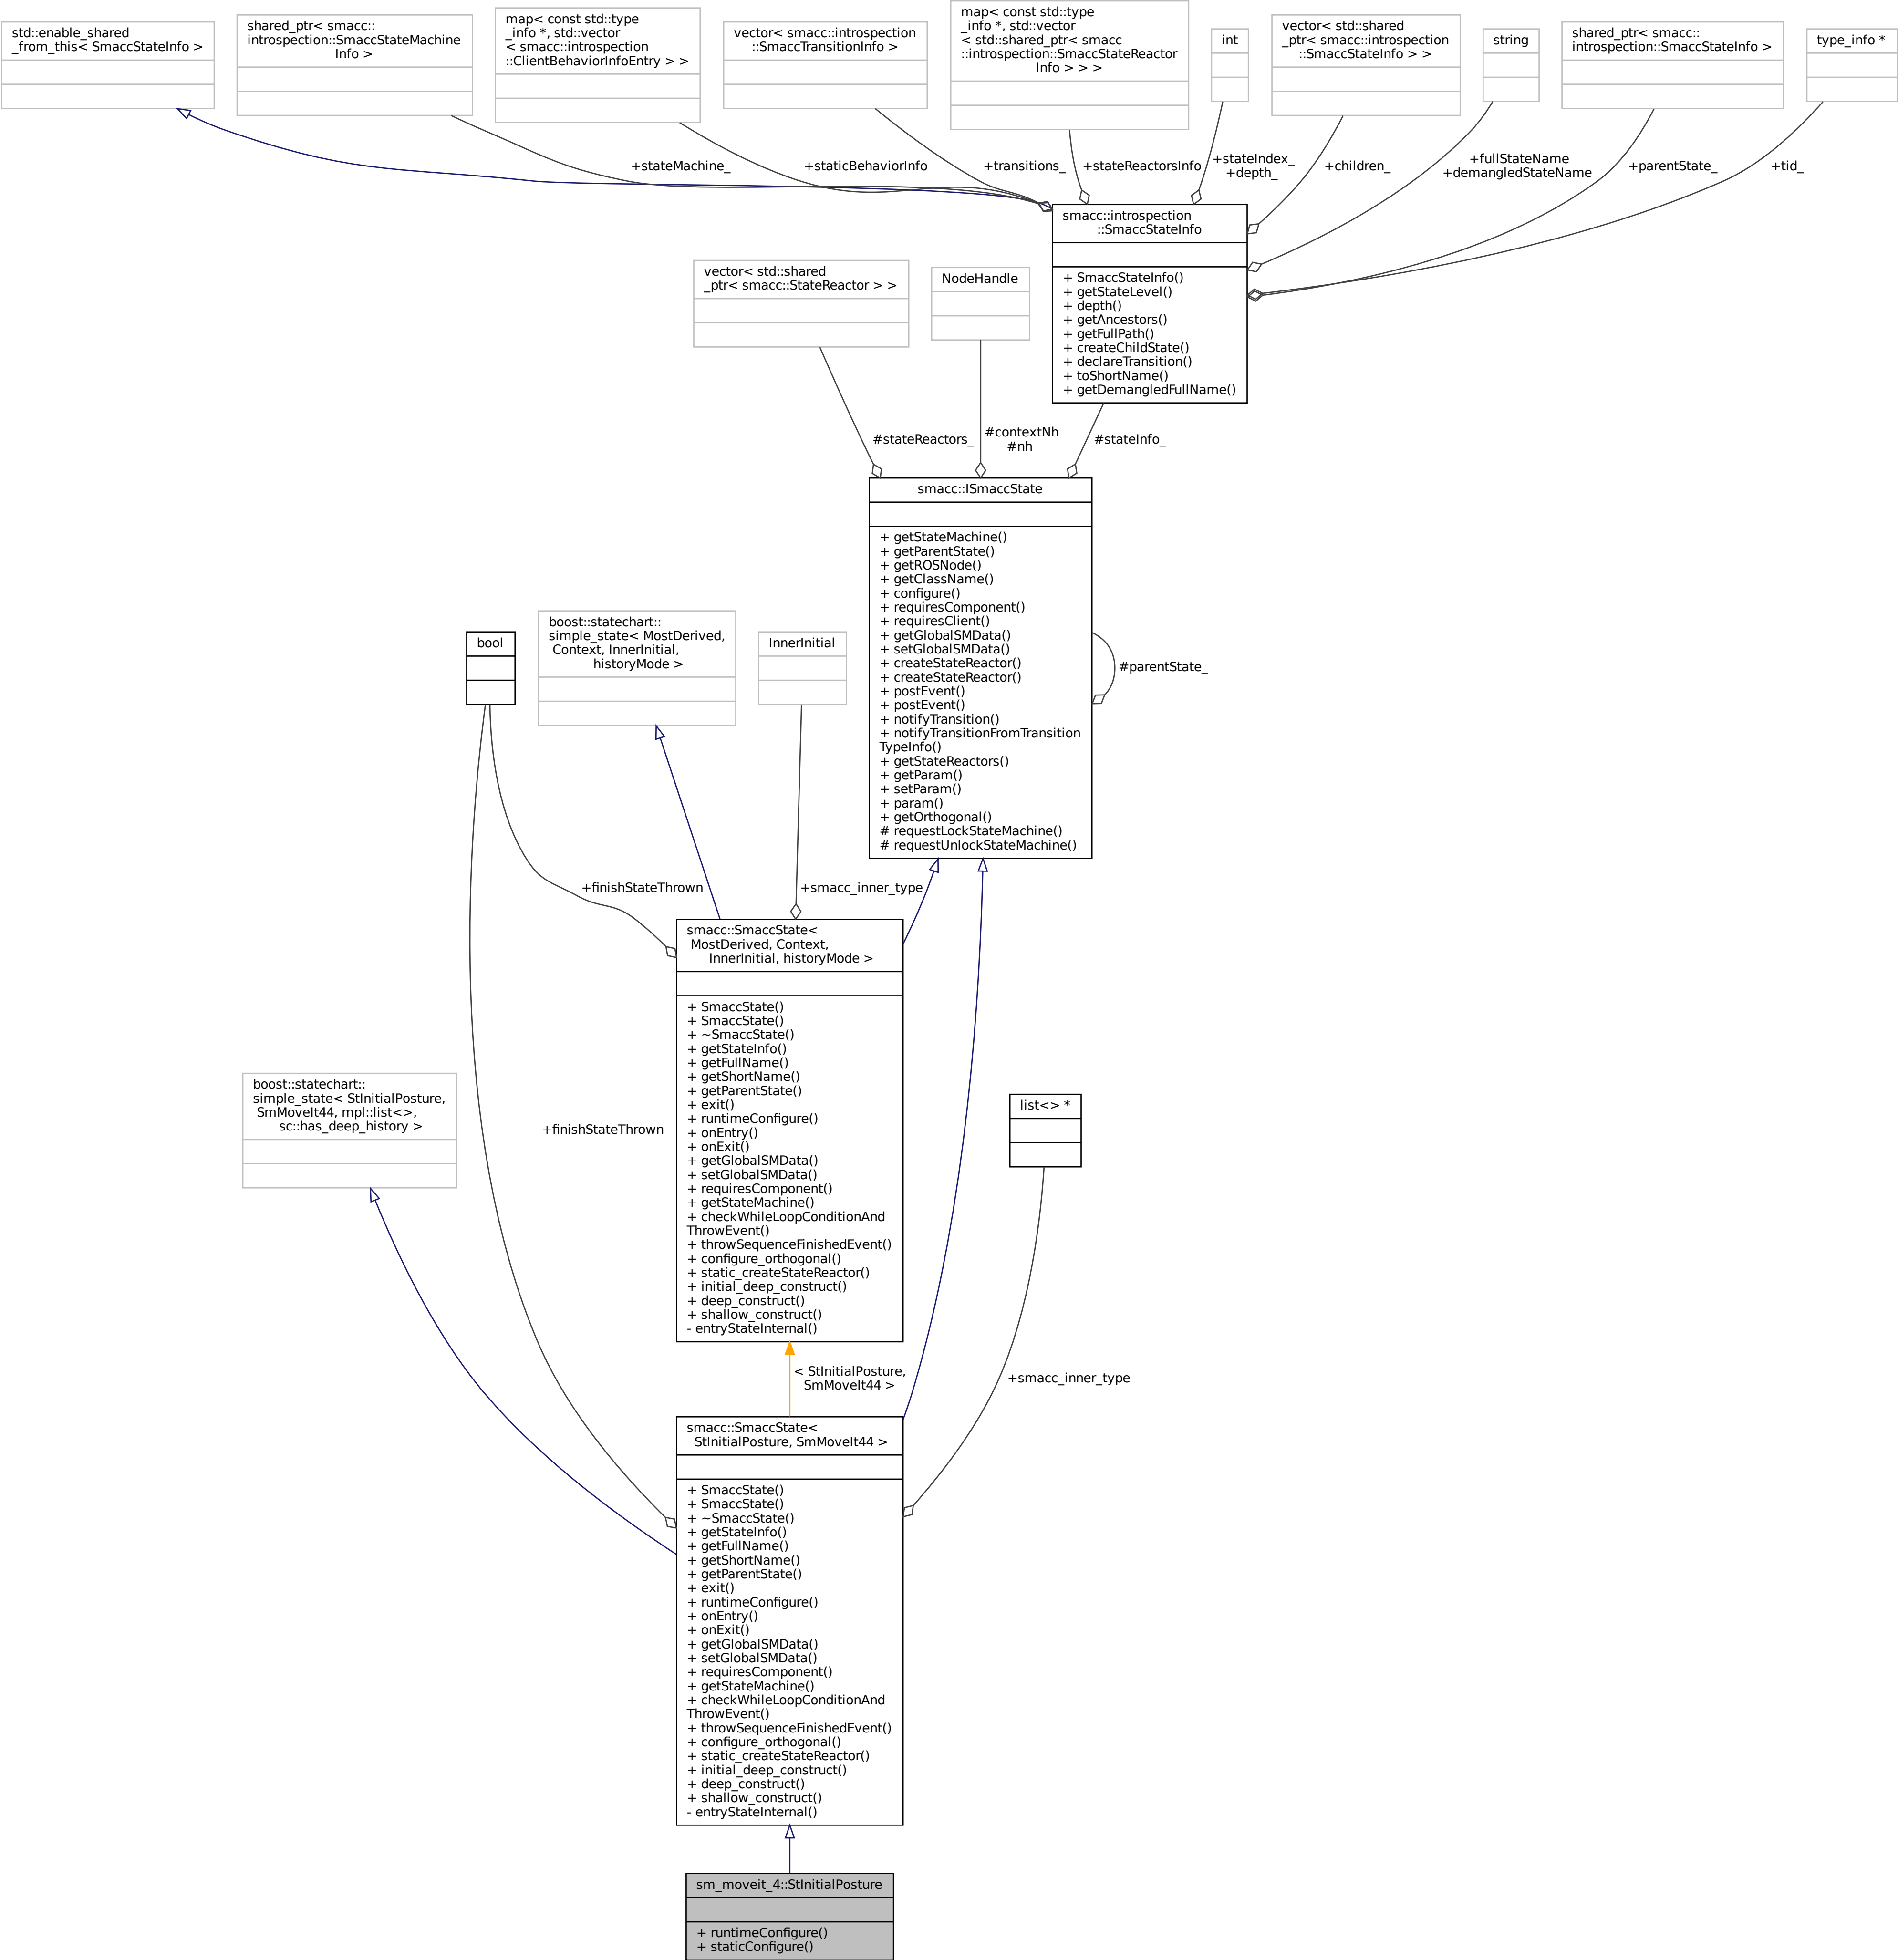 std::enable_shared
_from_this< SmaccStateInfo >
shared_ptr< smacc::
introspection::SmaccStateMachine
Info >
map< const std::type
_info *, std::vector
< smacc::introspection
::ClientBehaviorInfoEntry > >
vector< smacc::introspection
::SmaccTransitionInfo >
map< const std::type
_info *, std::vector
< std::shared_ptr< smacc
::introspection::SmaccStateReactor
Info > > >
int
vector< std::shared
_ptr< smacc::introspection
::SmaccStateInfo > >
string
shared_ptr< smacc::
introspection::SmaccStateInfo >
type_info *
+stateMachine_
+staticBehaviorInfo
+transitions_
+stateReactorsInfo
+stateIndex_
+depth_
+children_
+fullStateName
+demangledStateName
+parentState_
+tid_
smacc::introspection
::SmaccStateInfo
+ SmaccStateInfo()
+ getStateLevel()
+ depth()
+ getAncestors()
+ getFullPath()
+ createChildState()
+ declareTransition()
+ toShortName()
+ getDemangledFullName()
vector< std::shared
_ptr< smacc::StateReactor > >
NodeHandle
#stateReactors_
#contextNh
#nh
#stateInfo_
smacc::ISmaccState
+ getStateMachine()
+ getParentState()
+ getROSNode()
+ getClassName()
+ configure()
+ requiresComponent()
+ requiresClient()
+ getGlobalSMData()
+ setGlobalSMData()
+ createStateReactor()
+ createStateReactor()
+ postEvent()
+ postEvent()
+ notifyTransition()
+ notifyTransitionFromTransition
TypeInfo()
+ getStateReactors()
+ getParam()
+ setParam()
+ param()
+ getOrthogonal()
# requestLockStateMachine()
# requestUnlockStateMachine()
#parentState_
bool
boost::statechart::
simple_state< MostDerived,
Context, InnerInitial,
historyMode >
InnerInitial
+finishStateThrown
+smacc_inner_type
smacc::SmaccState<
MostDerived, Context,
InnerInitial, historyMode >
+ SmaccState()
+ SmaccState()
+ ~SmaccState()
+ getStateInfo()
+ getFullName()
+ getShortName()
+ getParentState()
+ exit()
+ runtimeConfigure()
+ onEntry()
+ onExit()
+ getGlobalSMData()
+ setGlobalSMData()
+ requiresComponent()
+ getStateMachine()
+ checkWhileLoopConditionAnd
ThrowEvent()
+ throwSequenceFinishedEvent()
+ configure_orthogonal()
+ static_createStateReactor()
+ initial_deep_construct()
+ deep_construct()
+ shallow_construct()
- entryStateInternal()
boost::statechart::
simple_state< StInitialPosture,
SmMoveIt44, mpl::list<>,
sc::has_deep_history >
+finishStateThrown
list<> *
< StInitialPosture,
SmMoveIt44 >
+smacc_inner_type
smacc::SmaccState<
StInitialPosture, SmMoveIt44 >
+ SmaccState()
+ SmaccState()
+ ~SmaccState()
+ getStateInfo()
+ getFullName()
+ getShortName()
+ getParentState()
+ exit()
+ runtimeConfigure()
+ onEntry()
+ onExit()
+ getGlobalSMData()
+ setGlobalSMData()
+ requiresComponent()
+ getStateMachine()
+ checkWhileLoopConditionAnd
ThrowEvent()
+ throwSequenceFinishedEvent()
+ configure_orthogonal()
+ static_createStateReactor()
+ initial_deep_construct()
+ deep_construct()
+ shallow_construct()
- entryStateInternal()
sm_moveit_4::StInitialPosture
+ runtimeConfigure()
+ staticConfigure()